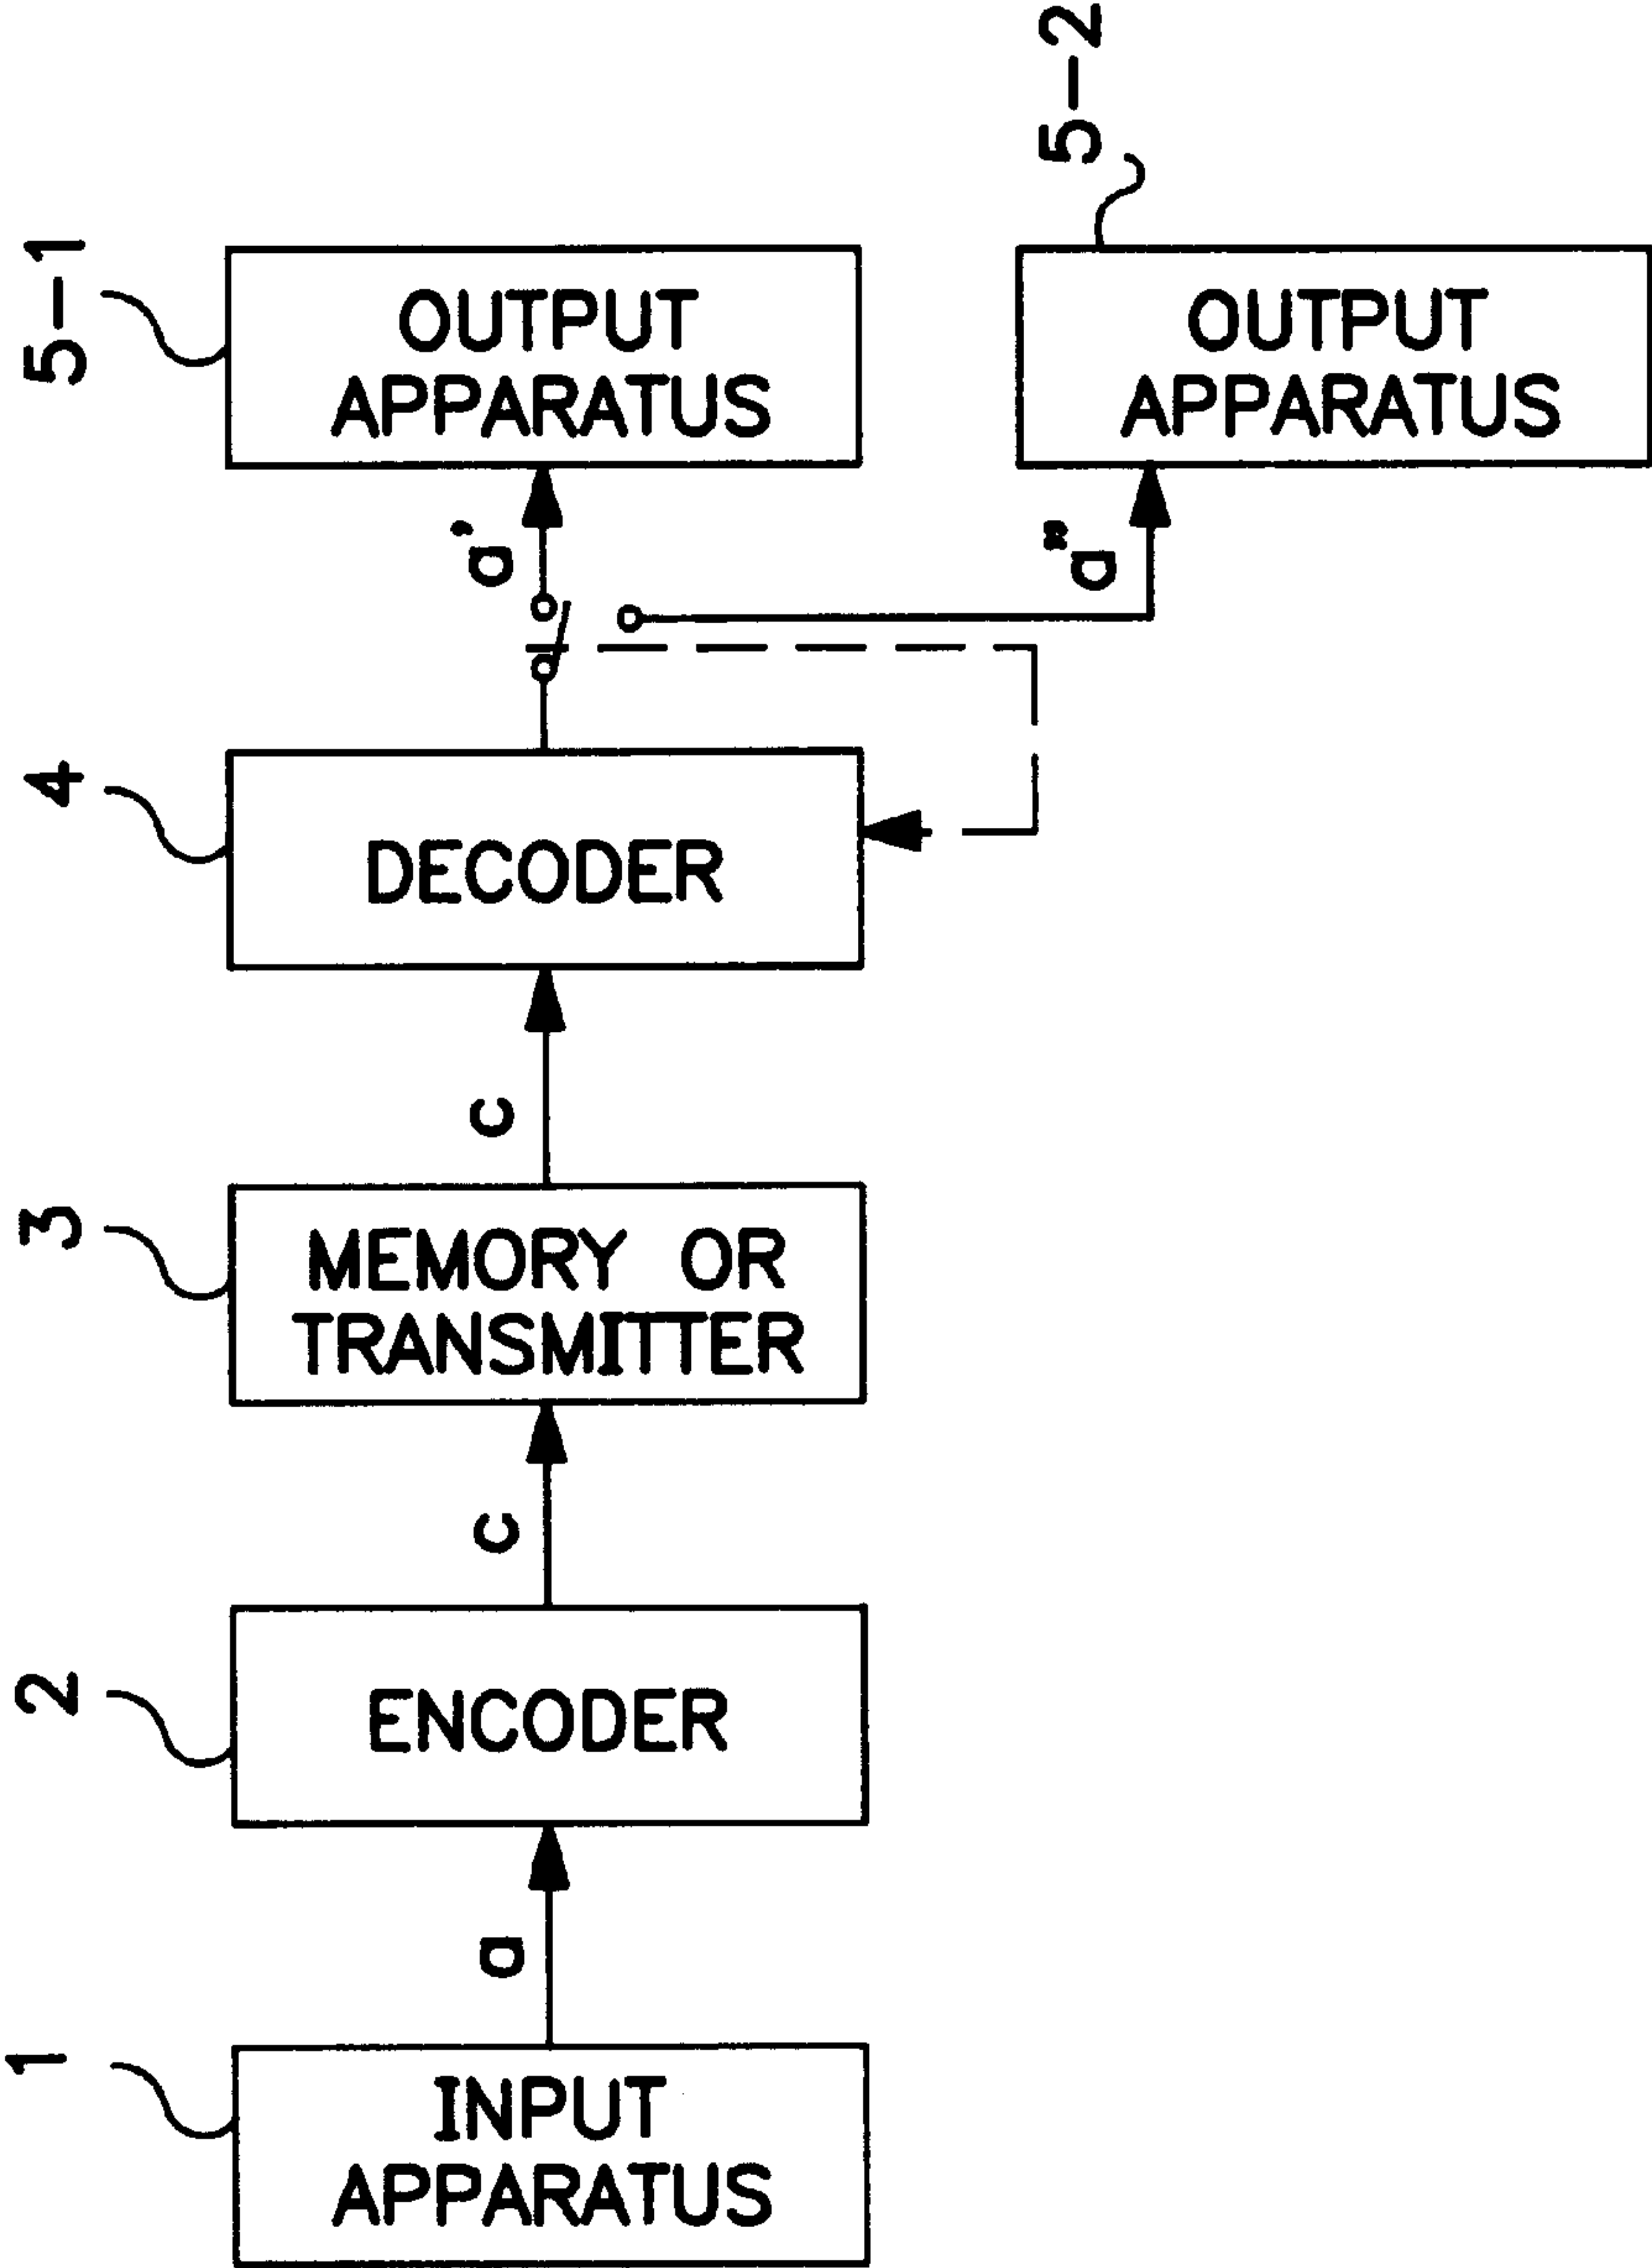 5-1
OUTPUT
APPARATUS
5-2
OUTPUT
APPARATUS
a'
a"
4
DECODER
c
3
MEMORY OR
TRANSMITTER
c
2
ENCODER
a
1
INPUT
APPARATUS